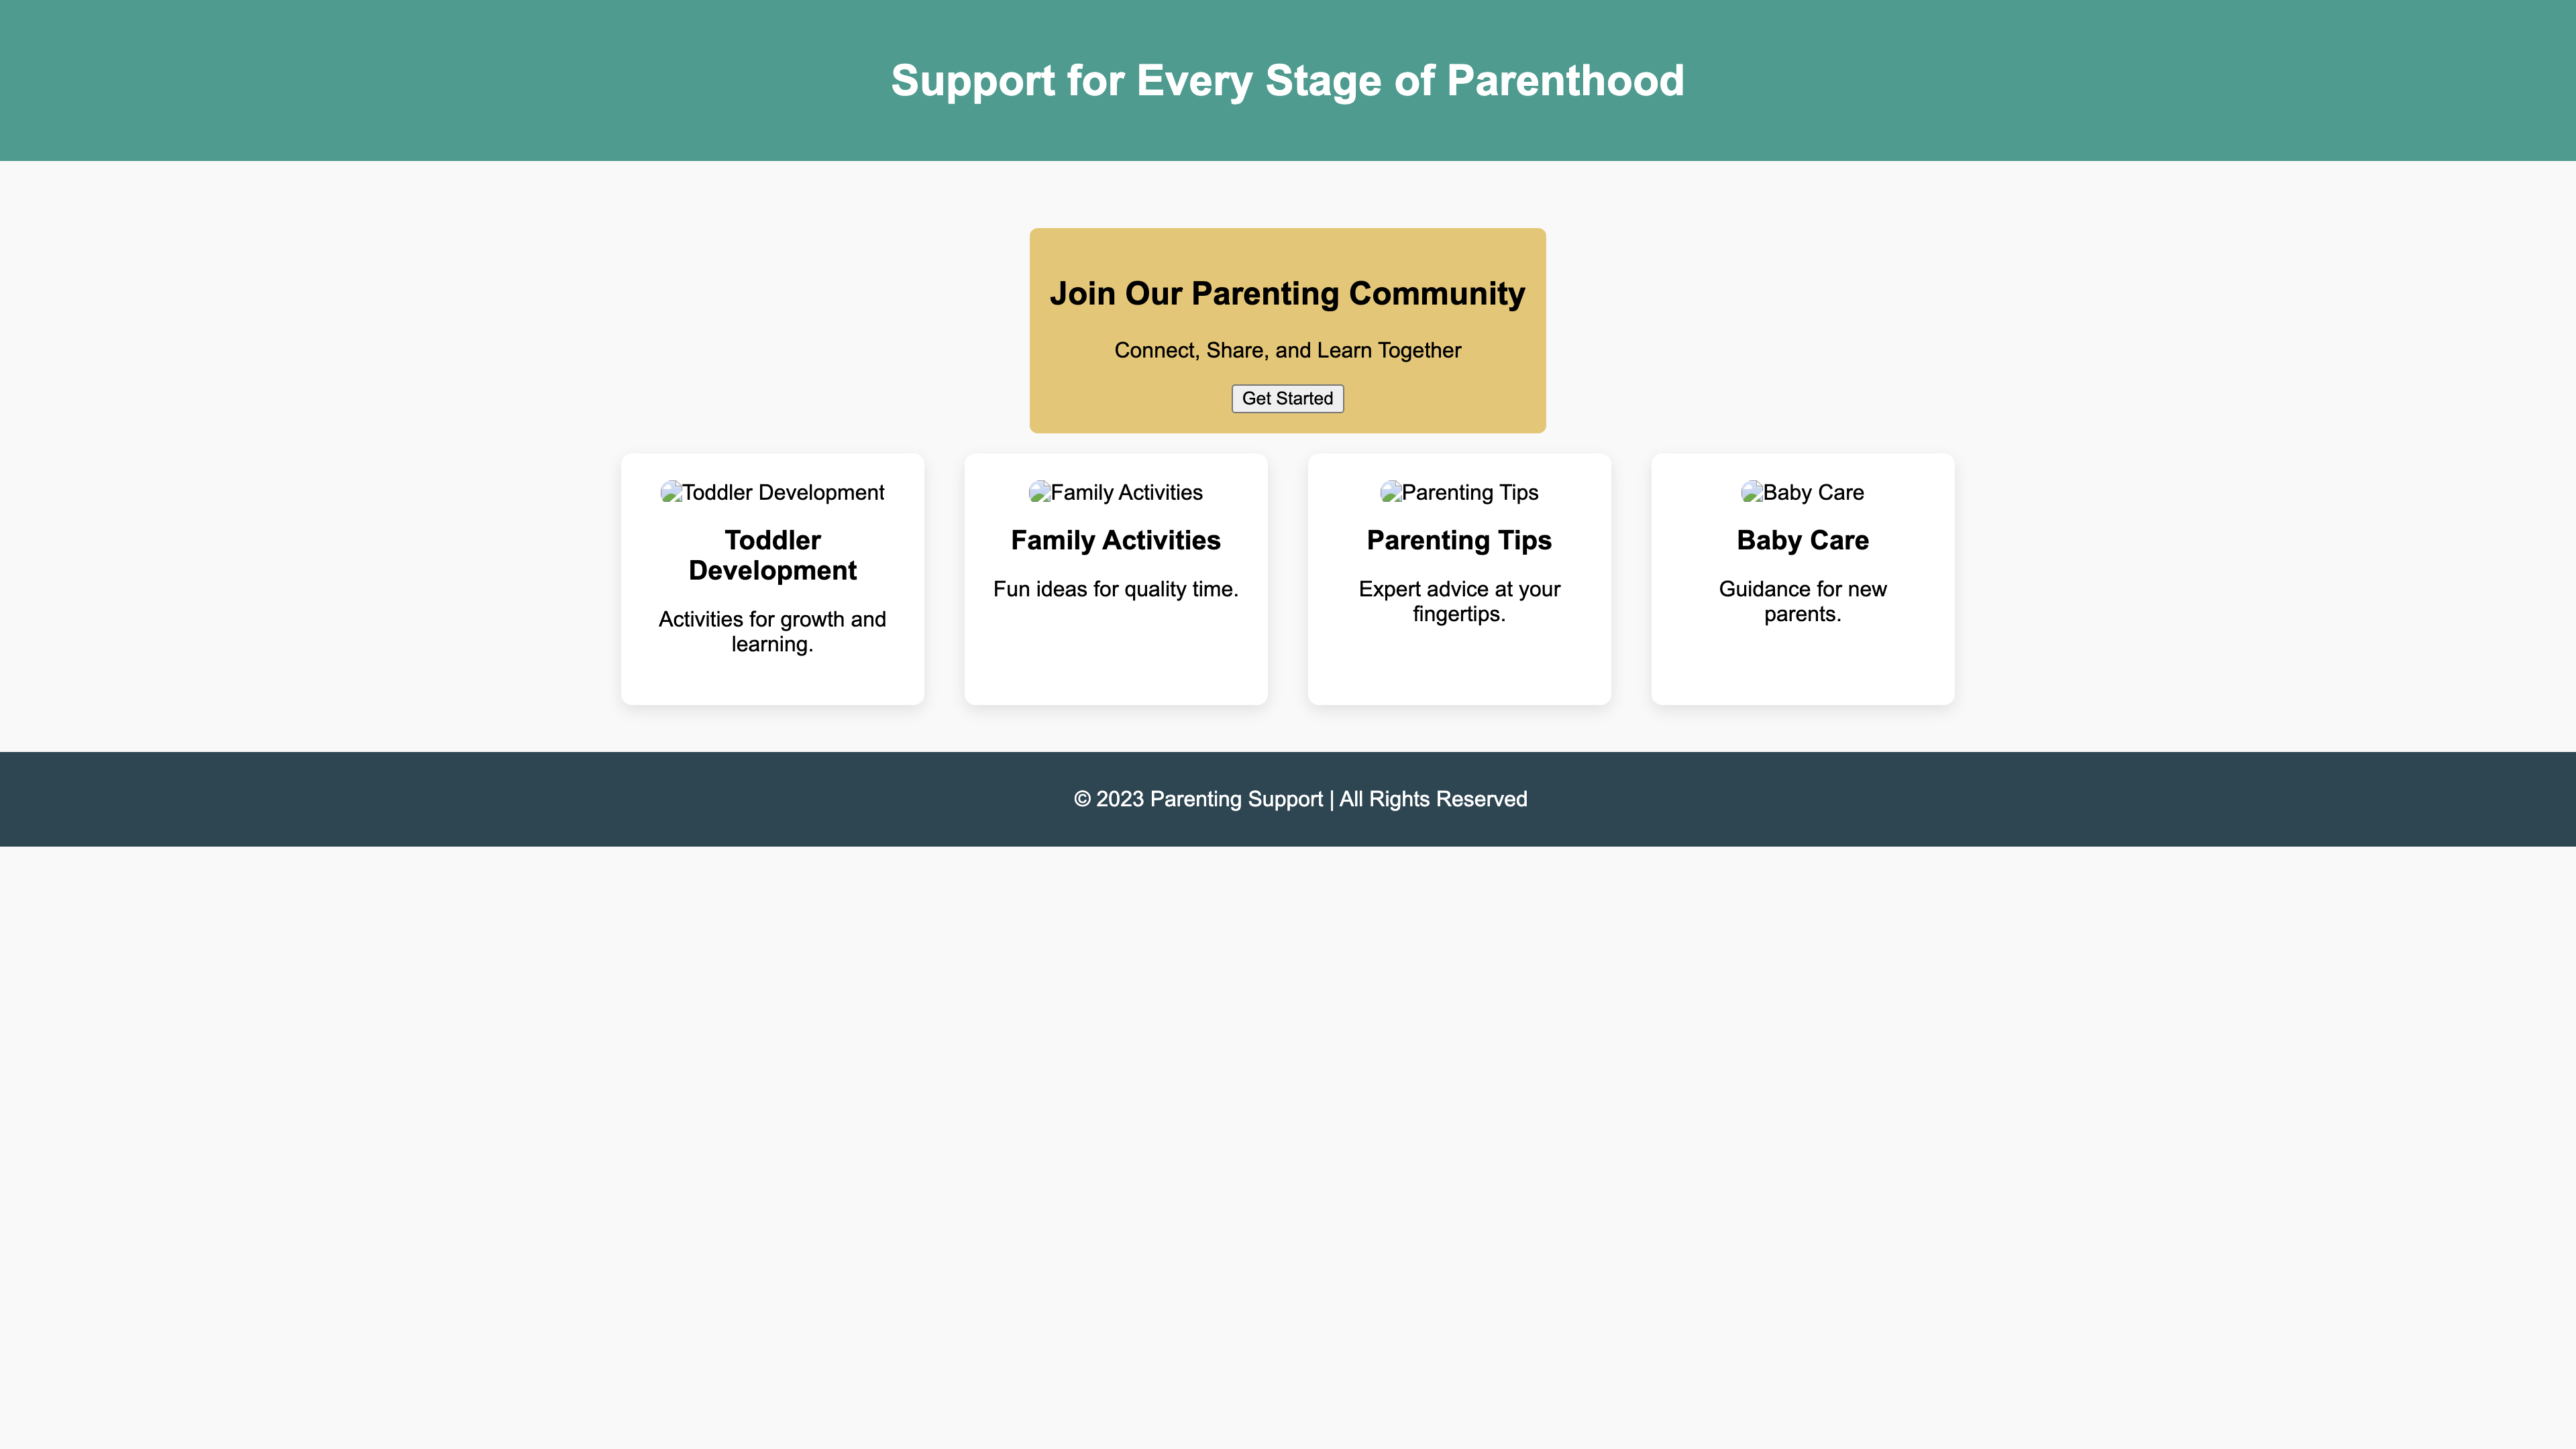 Support for Every Stage of Parenthood
Join Our Parenting Community
Connect, Share, and Learn Together
Get Started
Toddler Development
Toddler
Development
Activities for growth and
learning.
Family Activities
Family Activities
Fun ideas for quality time.
Parenting Tips
Parenting Tips
Expert advice at your
fingertips.
Baby Care
Baby Care
Guidance for new
parents.
© 2023 Parenting Support | All Rights Reserved